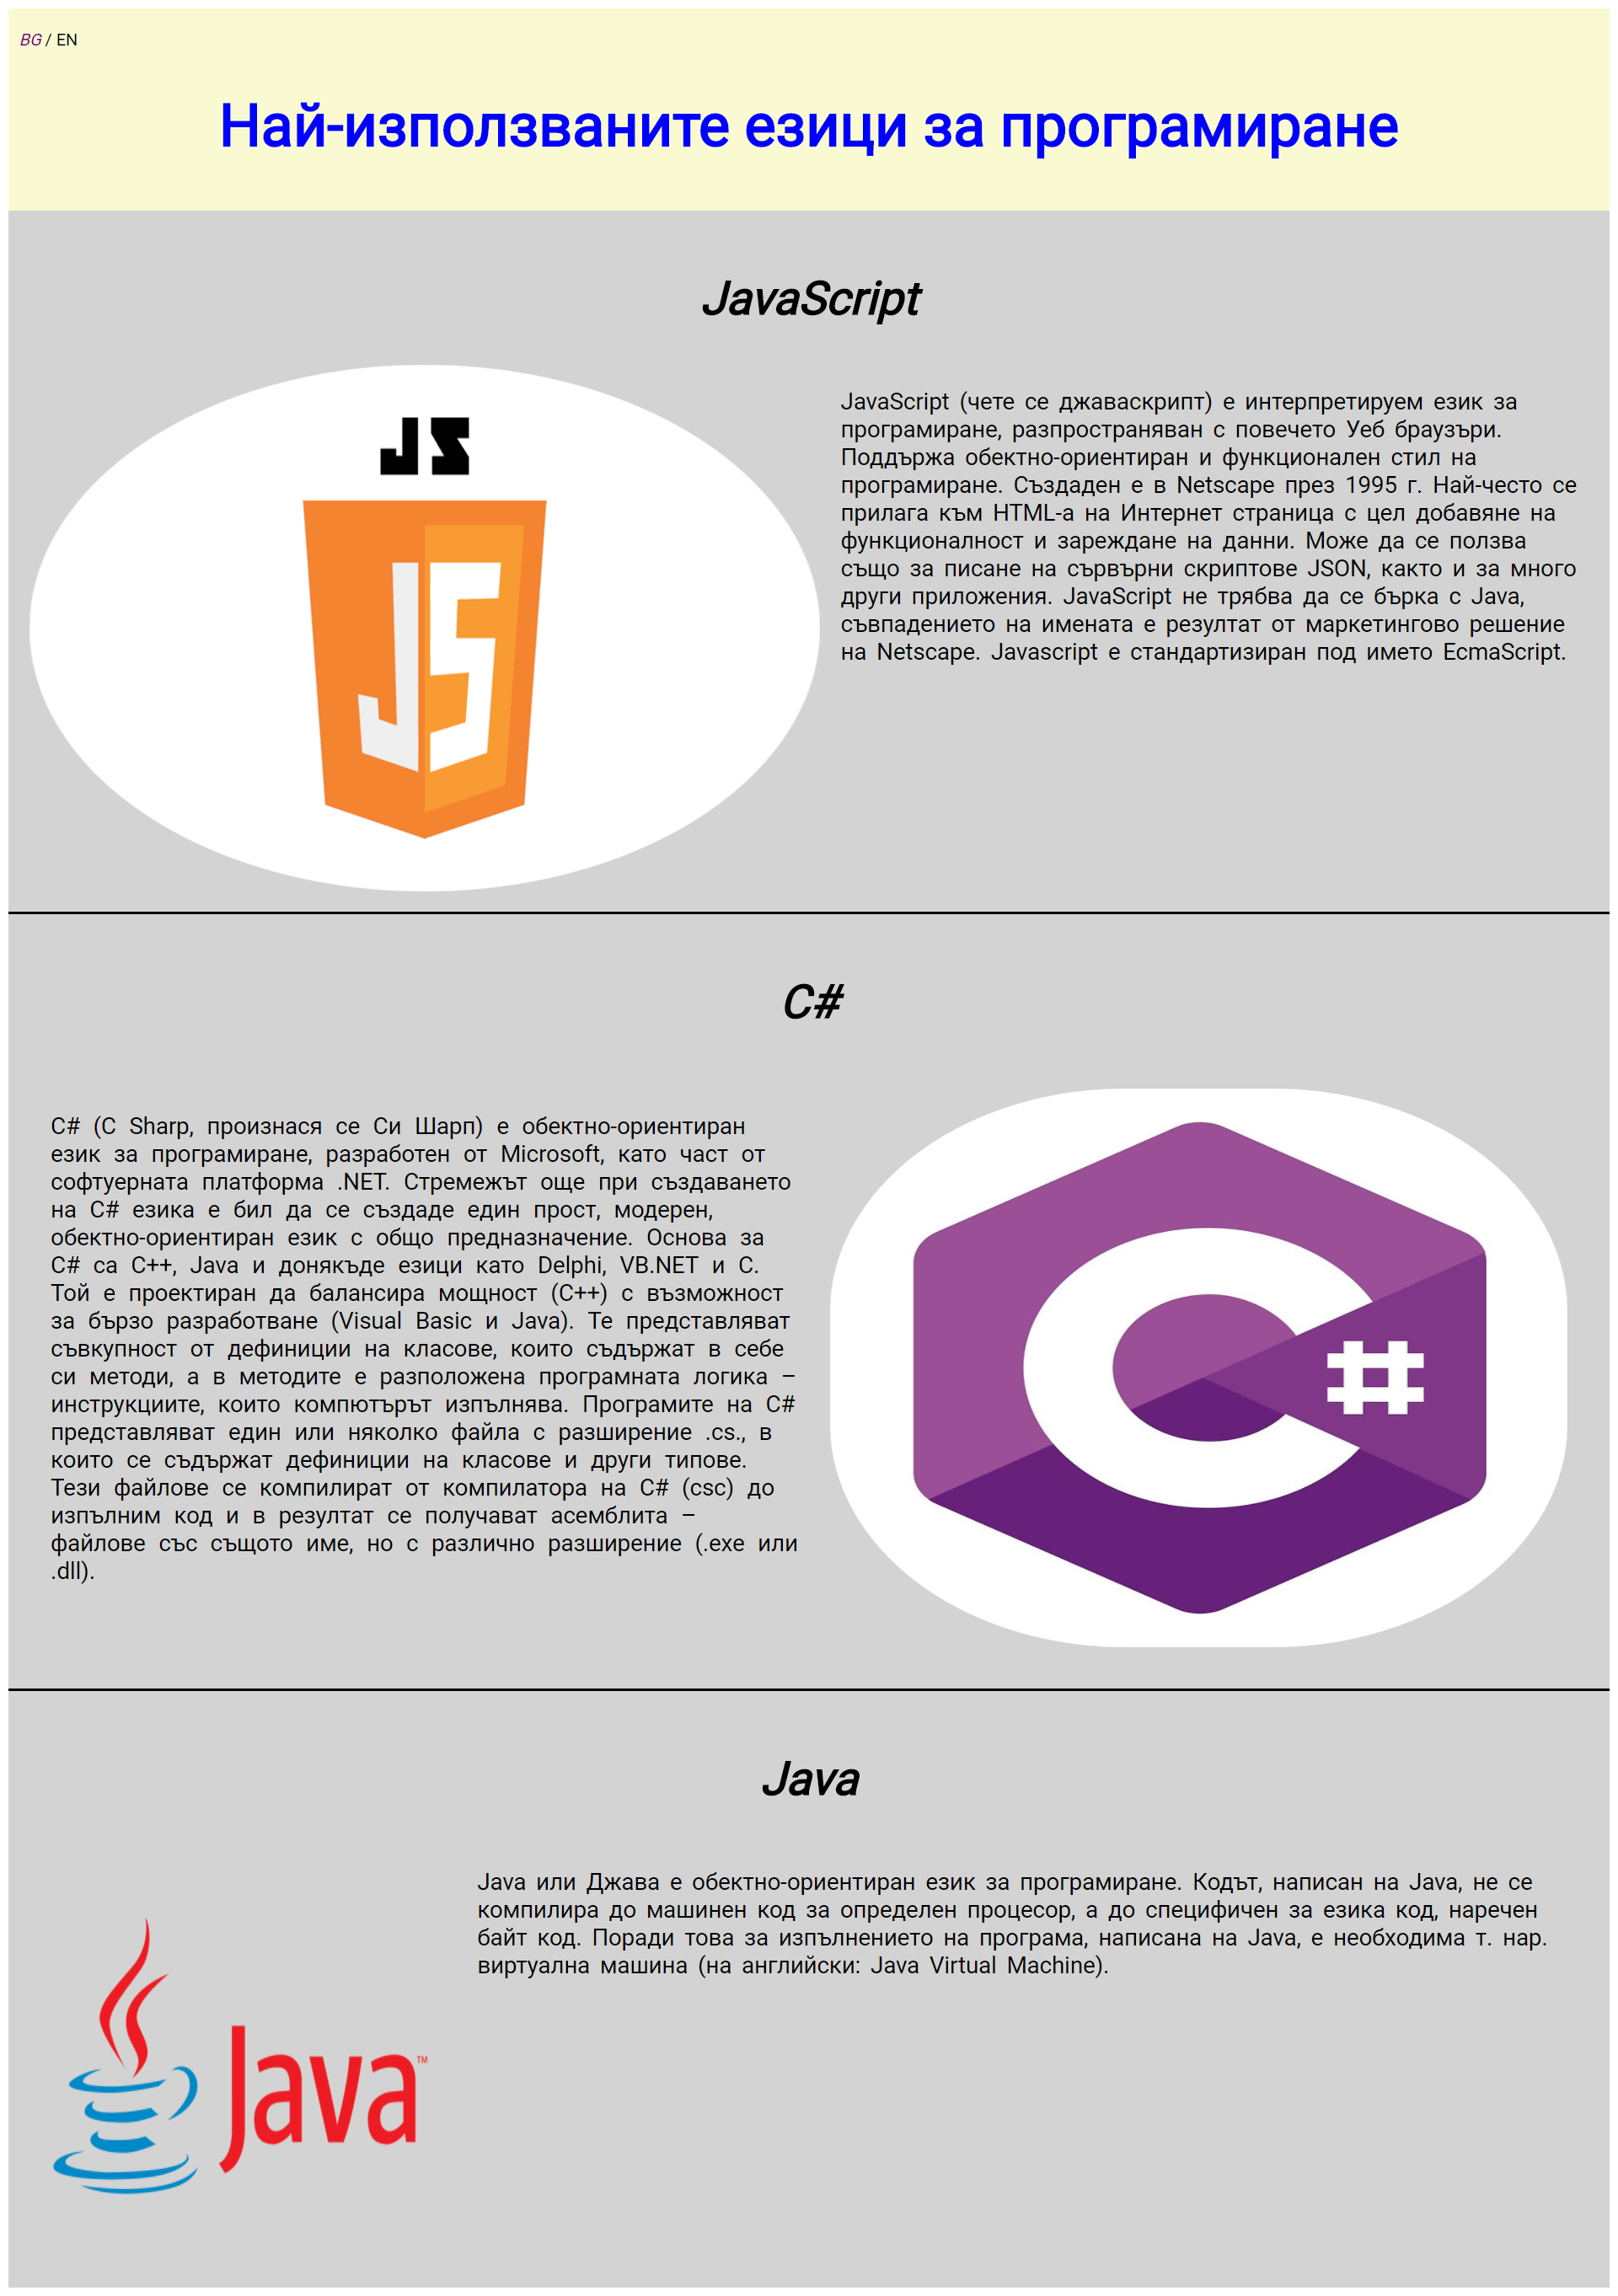 BG / EN
Най-използваните езици за програмиране
JavaScript
JS
JS
JavaScript (чете се джаваскрипт) е интерпретируем език за
програмиране, разпространяван с повечето Уеб браузъри.
Поддържа обектно-ориентиран и функционален стил на
програмиране. Създаден е в Netscape през 1995 г. Най-често се
прилага към HTML-а на Интернет страница с цел добавяне на
функционалност и зареждане на данни. Може да се ползва
също за писане на сървърни скриптове JSON, както и за много
други приложения. JavaScript не трябва да се бърка с Java,
съвпадението на имената е резултат от маркетингово решение
на Netscape. Javascript е стандартизиран под името EcmaScript.
C#
C# (C Sharp, произнася се Си Шарп) е обектно-ориентиран
език за програмиране, разработен от Microsoft, като част от
софтуерната платформа .NET. Стремежът още при създаването
на C# езика е бил да се създаде един прост, модерен,
обектно-ориентиран език с общо предназначение. Основа за
C# са C++, Java и донякъде езици като Delphi, VB.NET и C.
Той е проектиран да балансира мощност (C++) с възможност
за бързо разработване (Visual Basic и Java). Те представляват
съвкупност от дефиниции на класове, които съдържат в себе
си методи, а в методите е разположена програмната логика –
инструкциите, които компютърът изпълнява. Програмите на C#
представляват един или няколко файла с разширение .cs., в
които се съдържат дефиниции на класове и други типове.
Тези файлове се компилират от компилатора на C# (csc) до
изпълним код и в резултат се получават асемблита –
файлове със същото име, но с различно разширение (.exe или
.dll).
C#
Java
Java или Джава е обектно-ориентиран език за програмиране. Кодът, написан на Java, не се
компилира до машинен код за определен процесор, а до специфичен за езика код, наречен
байт код. Поради това за изпълнението на програма, написана на Java, е необходима т. нар.
виртуална машина (на английски: Java Virtual Machine).
Java™